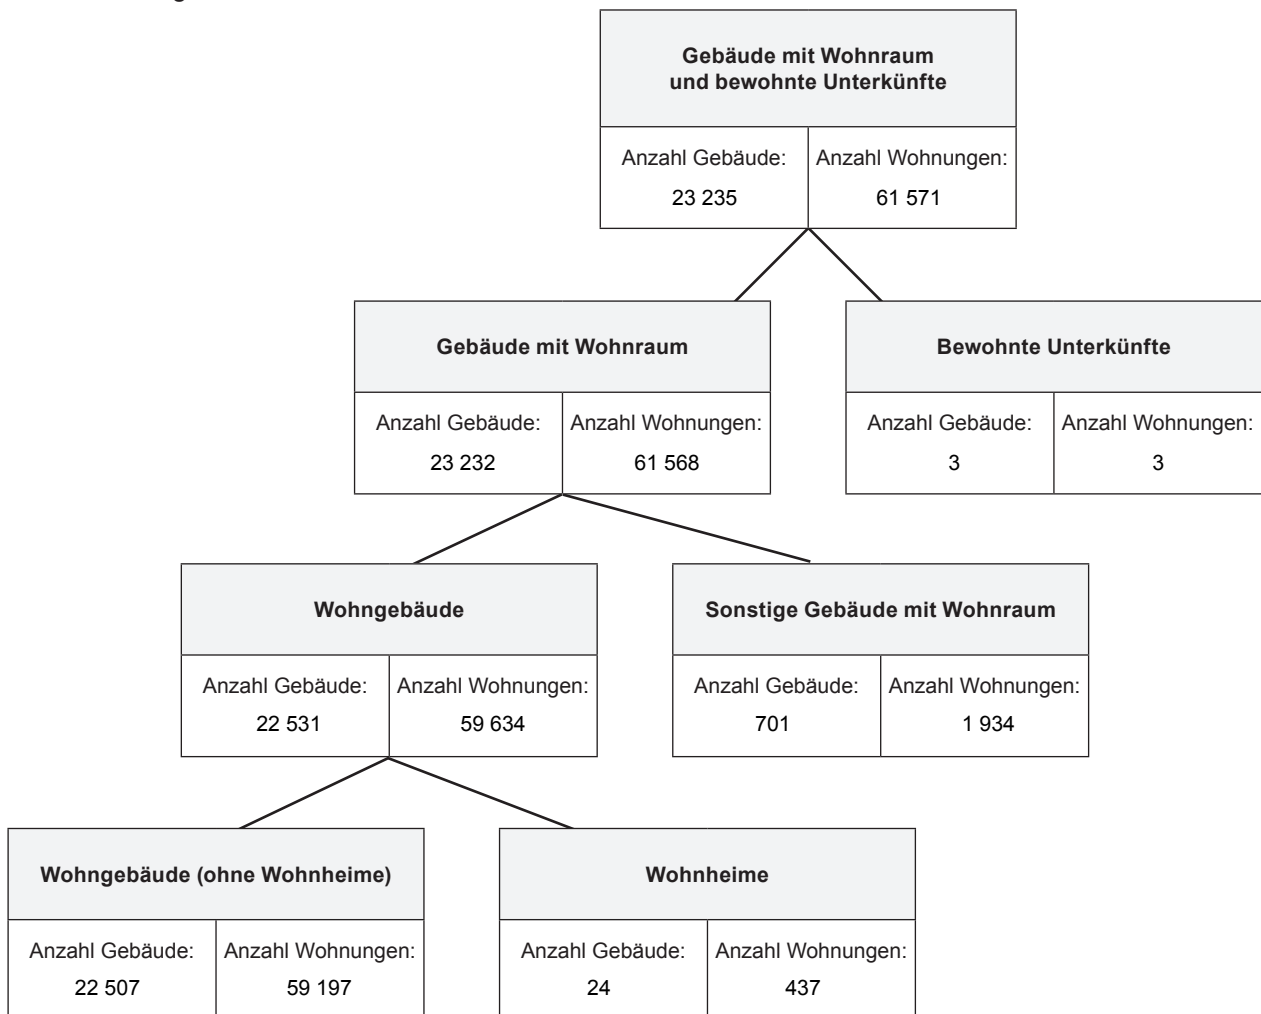 Gebäude mit Wohnraum
und bewohnte Unterkünfte
Anzahl Gebäude: Anzahl Wohnungen:
23 235 61 571
Gebäude mit Wohnraum
Anzahl Gebäude: Anzahl Wohnungen:
23 232 61 568
Bewohnte Unterkünfte
Anzahl Gebäude: Anzahl Wohnungen:
3 3
Wohngebäude
Anzahl Gebäude: Anzahl Wohnungen:
22 531 59 634
Sonstige Gebäude mit Wohnraum
Anzahl Gebäude: Anzahl Wohnungen:
701 1 934
Wohngebäude (ohne Wohnheime)
Anzahl Gebäude: Anzahl Wohnungen:
22 507 59 197
Wohnheime
Anzahl Gebäude: Anzahl Wohnungen:
24 437